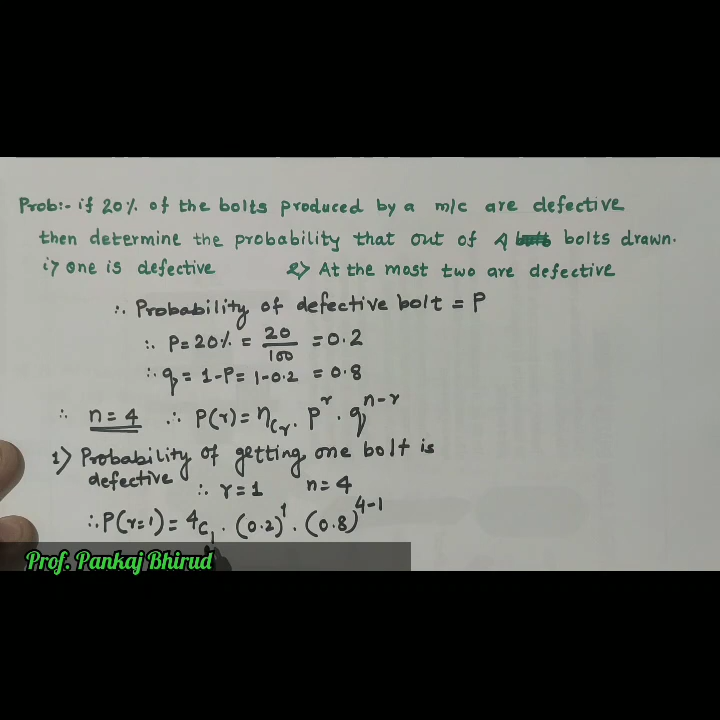 Prob:- if 20% of the bolts produced by a m/c are defective
then determine the probability that out of 4 bolts drawn.
i> one is defective 2> At the most two are defective
∴ Probability of defective bolt = P
∴ P = 20% = 20/100 = 0.2
∴ q = 1-P = 1-0.2 = 0.8
∴ n = 4 ∴ P(r) = nCr . P^r . q^(n-r)
1> Probability of getting one bolt is
defective ∴ r = 1 n = 4
∴ P(r=1) = 4C1 . (0.2)^1 . (0.8)^(4-1)
Prof. Pankaj Bhirud